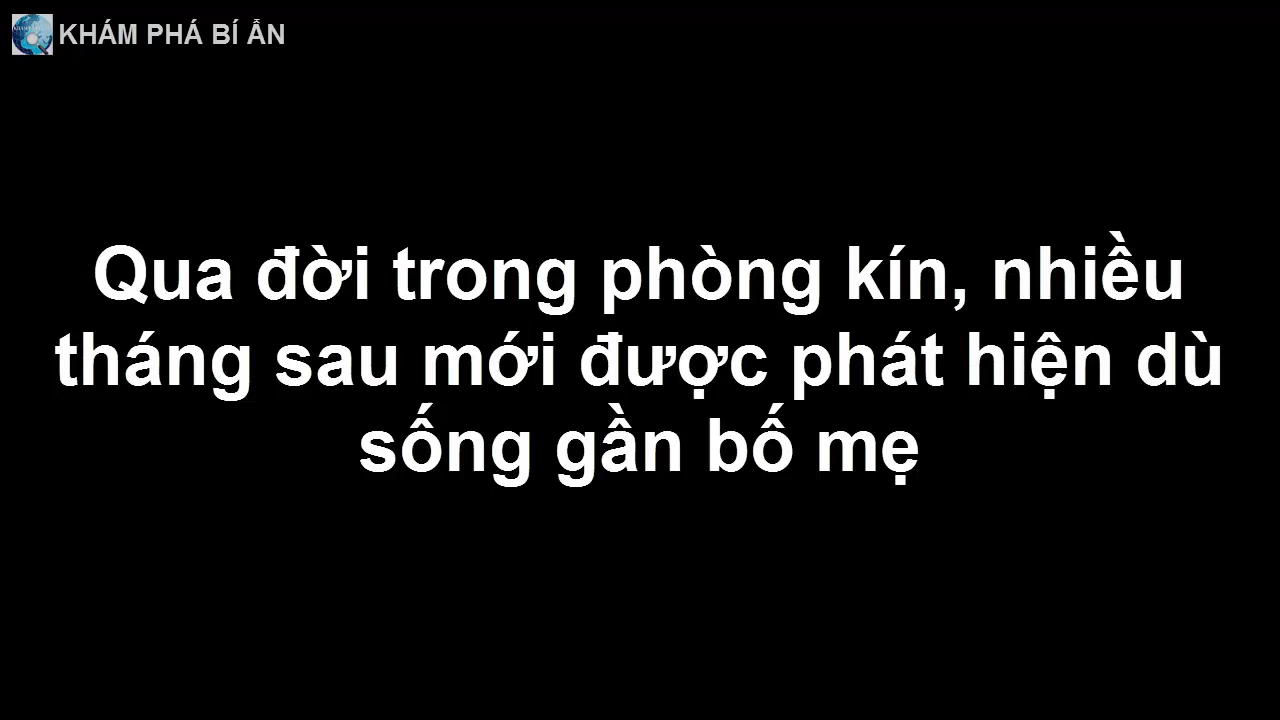 KHÁM PHÁ BÍ ẨN
Qua đời trong phòng kín, nhiều
tháng sau mới được phát hiện dù
sống gần bố mẹ